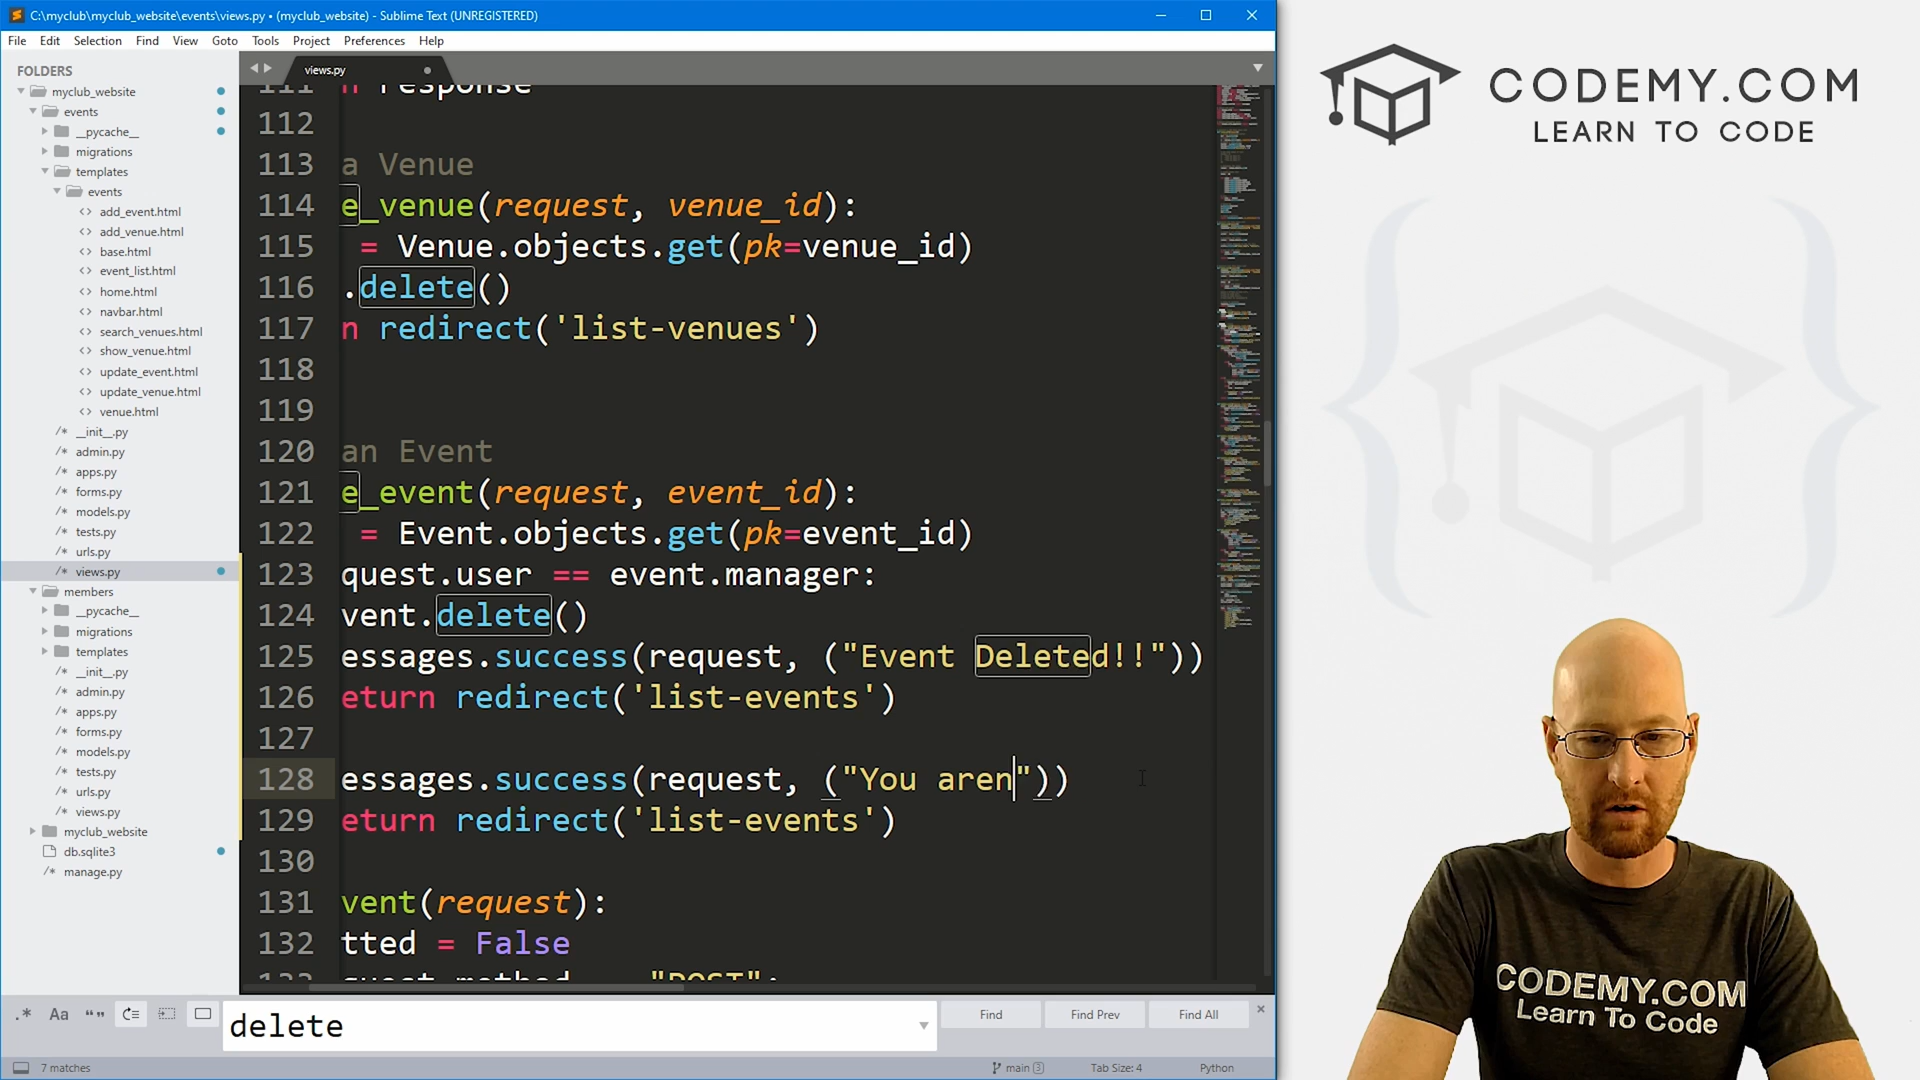 C:\myclub\myclub_website\events\views.py • (myclub_website) - Sublime Text (UNREGISTERED)
File Edit Selection Find View Goto Tools Project Preferences Help
FOLDERS
myclub_website
events
__pycache__
migrations
templates
events
add_event.html
add_venue.html
base.html
event_list.html
home.html
navbar.html
search_venues.html
show_venue.html
update_event.html
update_venue.html
venue.html
__init__.py
admin.py
apps.py
forms.py
models.py
tests.py
urls.py
views.py
members
__pycache__
migrations
templates
__init__.py
admin.py
apps.py
forms.py
models.py
tests.py
urls.py
views.py
myclub_website
db.sqlite3
manage.py
views.py
111 n response
112
113 a Venue
114 e_venue(request, venue_id):
115 = Venue.objects.get(pk=venue_id)
116 .delete()
117 n redirect('list-venues')
118
119
120 an Event
121 e_event(request, event_id):
122 = Event.objects.get(pk=event_id)
123 quest.user == event.manager:
124 vent.delete()
125 essages.success(request, ("Event Deleted!!"))
126 eturn redirect('list-events')
127
128 essages.success(request, ("You aren"))
129 eturn redirect('list-events')
130
131 vent(request):
132 tted = False
133 quest.method == "POST":
.* Aa “” delete Find Find Prev Find All
7 matches main 3 Tab Size: 4 Python
CODEMY.COM
LEARN TO CODE
CODEMY.COM
Learn To Code